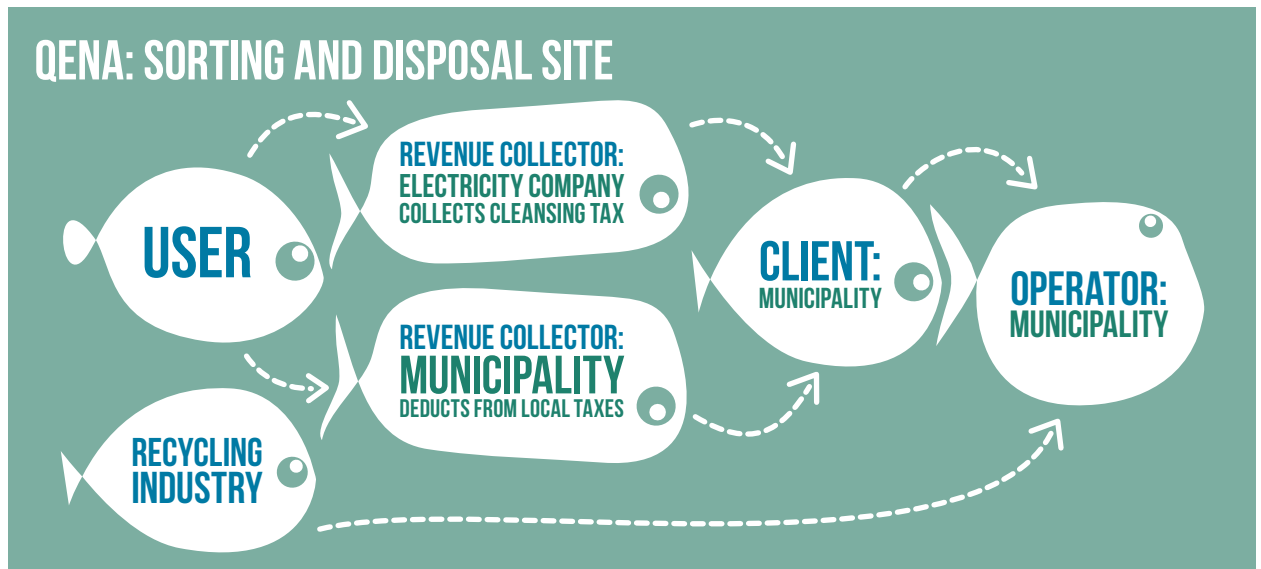 QENA: SORTING AND DISPOSAL SITE
USER
REVENUE COLLECTOR:
ELECTRICITY COMPANY
COLLECTS CLEANSING TAX
REVENUE COLLECTOR:
MUNICIPALITY
DEDUCTS FROM LOCAL TAXES
CLIENT:
MUNICIPALITY
OPERATOR:
MUNICIPALITY
RECYCLING
INDUSTRY